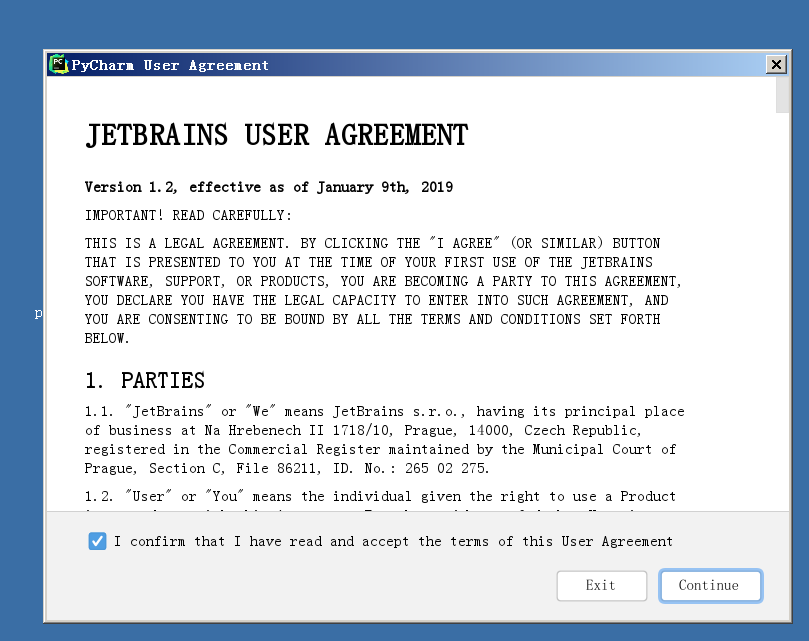 PC
PyCharm User Agreement
JETBRAINS USER AGREEMENT
Version 1.2, effective as of January 9th, 2019
IMPORTANT! READ CAREFULLY:
THIS IS A LEGAL AGREEMENT. BY CLICKING THE "I AGREE" (OR SIMILAR) BUTTON
THAT IS PRESENTED TO YOU AT THE TIME OF YOUR FIRST USE OF THE JETBRAINS
SOFTWARE, SUPPORT, OR PRODUCTS, YOU ARE BECOMING A PARTY TO THIS AGREEMENT,
YOU DECLARE YOU HAVE THE LEGAL CAPACITY TO ENTER INTO SUCH AGREEMENT, AND
YOU ARE CONSENTING TO BE BOUND BY ALL THE TERMS AND CONDITIONS SET FORTH
BELOW.
p
1. PARTIES
1.1. "JetBrains" or "We" means JetBrains s.r.o., having its principal place
of business at Na Hrebenech II 1718/10, Prague, 14000, Czech Republic,
registered in the Commercial Register maintained by the Municipal Court of
Prague, Section C, File 86211, ID. No.: 265 02 275.
1.2. "User" or "You" means the individual given the right to use a Product
I confirm that I have read and accept the terms of this User Agreement
Exit
Continue